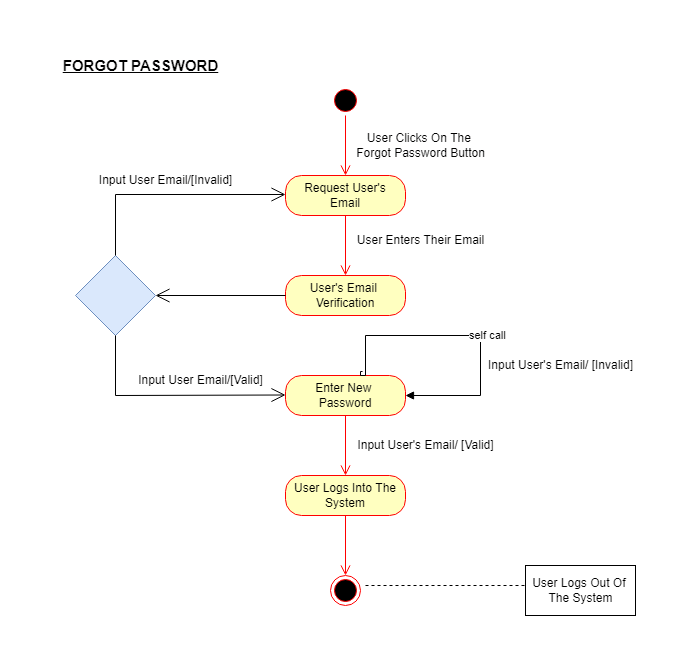 FORGOT PASSWORD
User Clicks On The
Forgot Password Button
Input User Email/[Invalid]
Request User's
Email
User Enters Their Email
User's Email
Verification
self call
Input User's Email/ [Invalid]
Input User Email/[Valid]
Enter New
Password
Input User's Email/ [Valid]
User Logs Into The
System
User Logs Out Of
The System